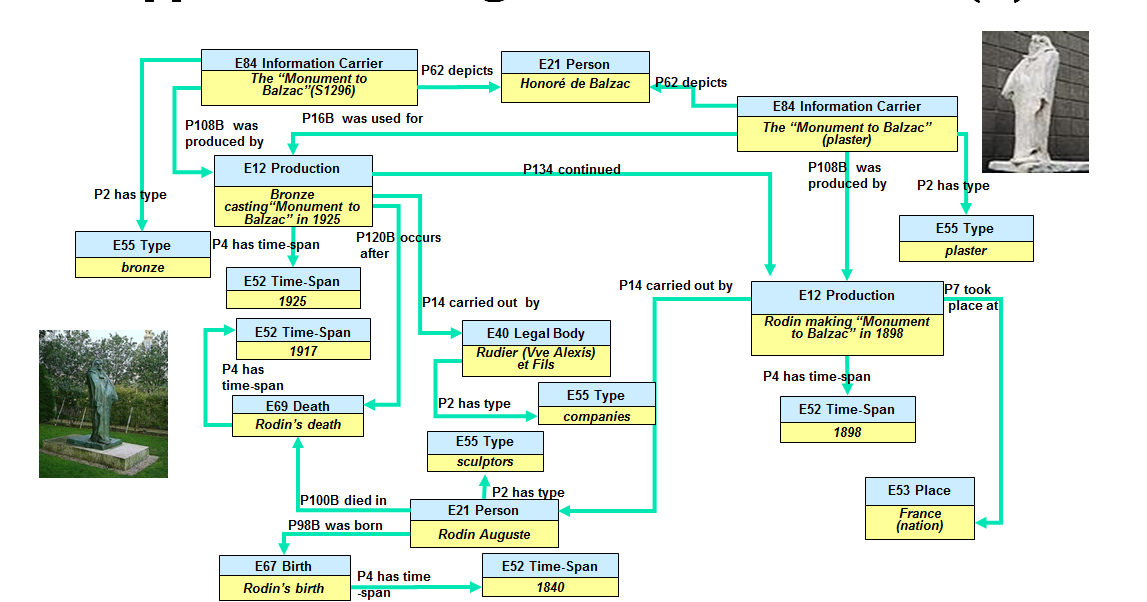 E84 Information Carrier
The “Monument to
Balzac”(S1296)
P62 depicts
E21 Person
Honoré de Balzac
P62 depicts
E84 Information Carrier
The “Monument to Balzac”
(plaster)
P108B was
produced by
P16B was used for
E12 Production
Bronze
casting“Monument to
Balzac” in 1925
P134 continued
P108B was
produced by
P2 has type
P2 has type
E55 Type
bronze
P4 has time-span
P120B occurs
after
E55 Type
plaster
E52 Time-Span
1925
P14 carried out by
P14 carried out by
E12 Production
Rodin making “Monument
to Balzac” in 1898
P7 took
place at
E52 Time-Span
1917
E40 Legal Body
Rudier (Vve Alexis)
et Fils
P4 has
time-span
P4 has time-span
E69 Death
Rodin’s death
P2 has type
E55 Type
companies
E52 Time-Span
1898
E55 Type
sculptors
P100B died in
P2 has type
E21 Person
Rodin Auguste
E53 Place
France
(nation)
P98B was born
E67 Birth
Rodin’s birth
P4 has time
-span
E52 Time-Span
1840